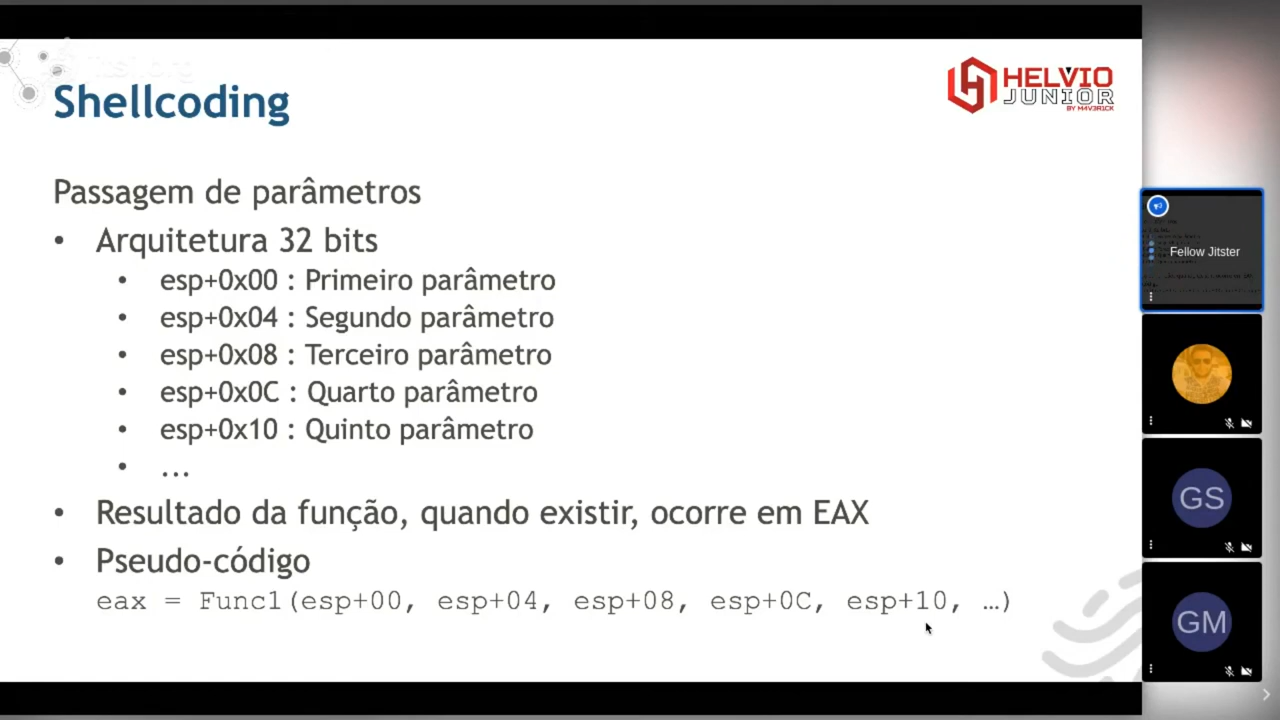 Shellcoding
HELVIO
JUNIOR
BY M4V3R1CK
Passagem de parâmetros
• Arquitetura 32 bits
• esp+0x00 : Primeiro parâmetro
• esp+0x04 : Segundo parâmetro
• esp+0x08 : Terceiro parâmetro
• esp+0x0C : Quarto parâmetro
• esp+0x10 : Quinto parâmetro
• ...
• Resultado da função, quando existir, ocorre em EAX
• Pseudo-código
eax = Func1(esp+00, esp+04, esp+08, esp+0C, esp+10, …)
Fellow Jitster
GS
GM